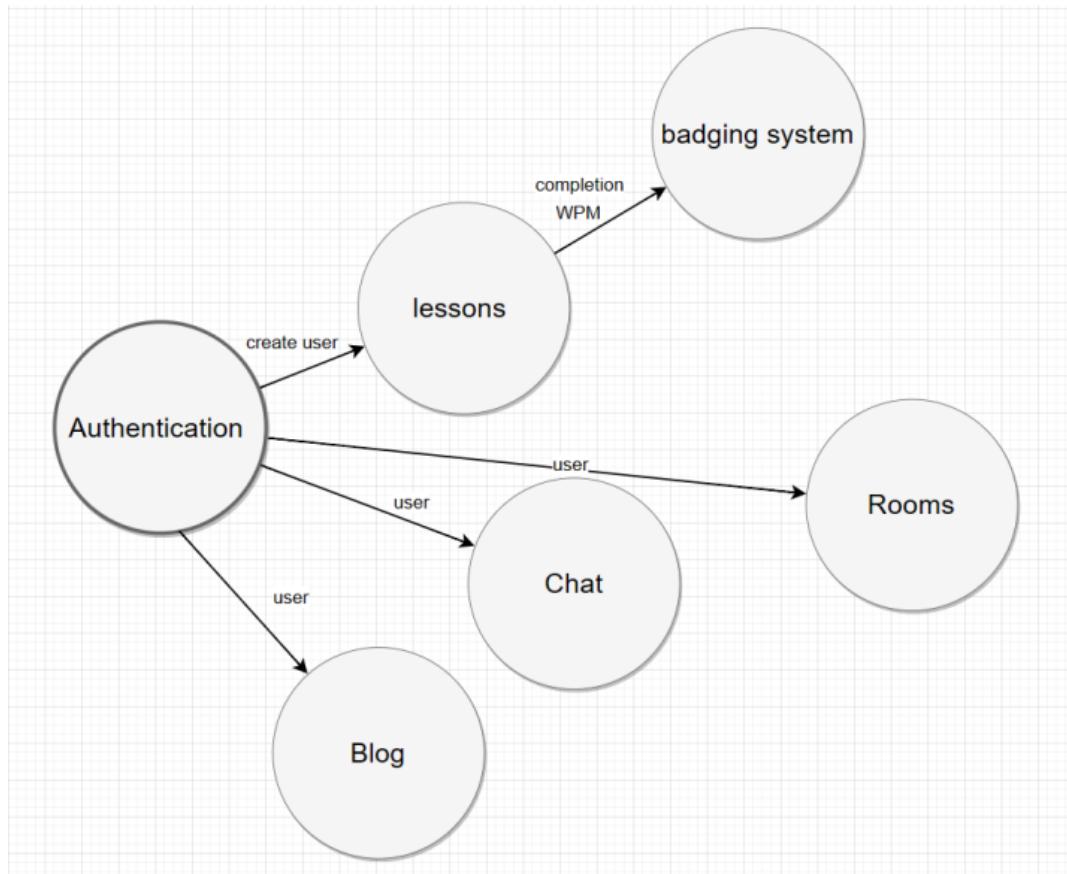 badging system
completion
WPM
lessons
create user
Authentication
user
Rooms
user
Chat
user
Blog